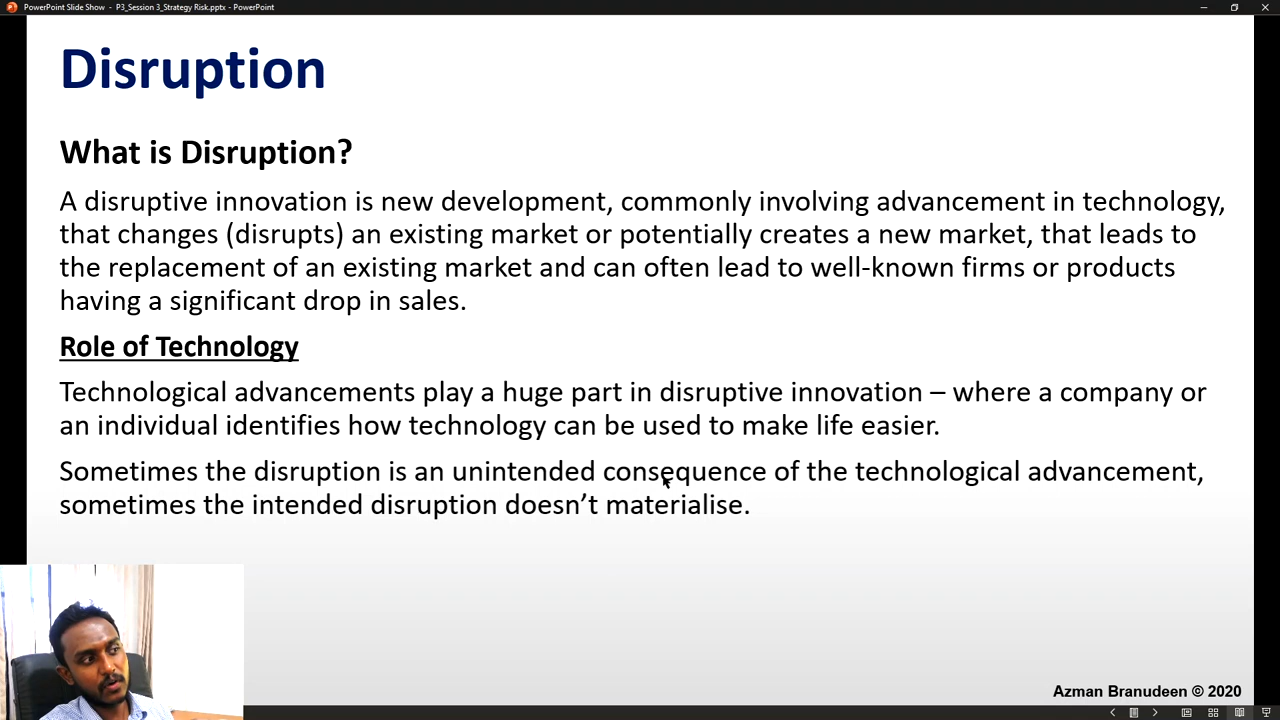 PowerPoint Slide Show - P3_Session 3_Strategy Risk.pptx - PowerPoint
Disruption
What is Disruption?
A disruptive innovation is new development, commonly involving advancement in technology,
that changes (disrupts) an existing market or potentially creates a new market, that leads to
the replacement of an existing market and can often lead to well-known firms or products
having a significant drop in sales.
Role of Technology
Technological advancements play a huge part in disruptive innovation – where a company or
an individual identifies how technology can be used to make life easier.
Sometimes the disruption is an unintended consequence of the technological advancement,
sometimes the intended disruption doesn’t materialise.
Azman Branudeen © 2020